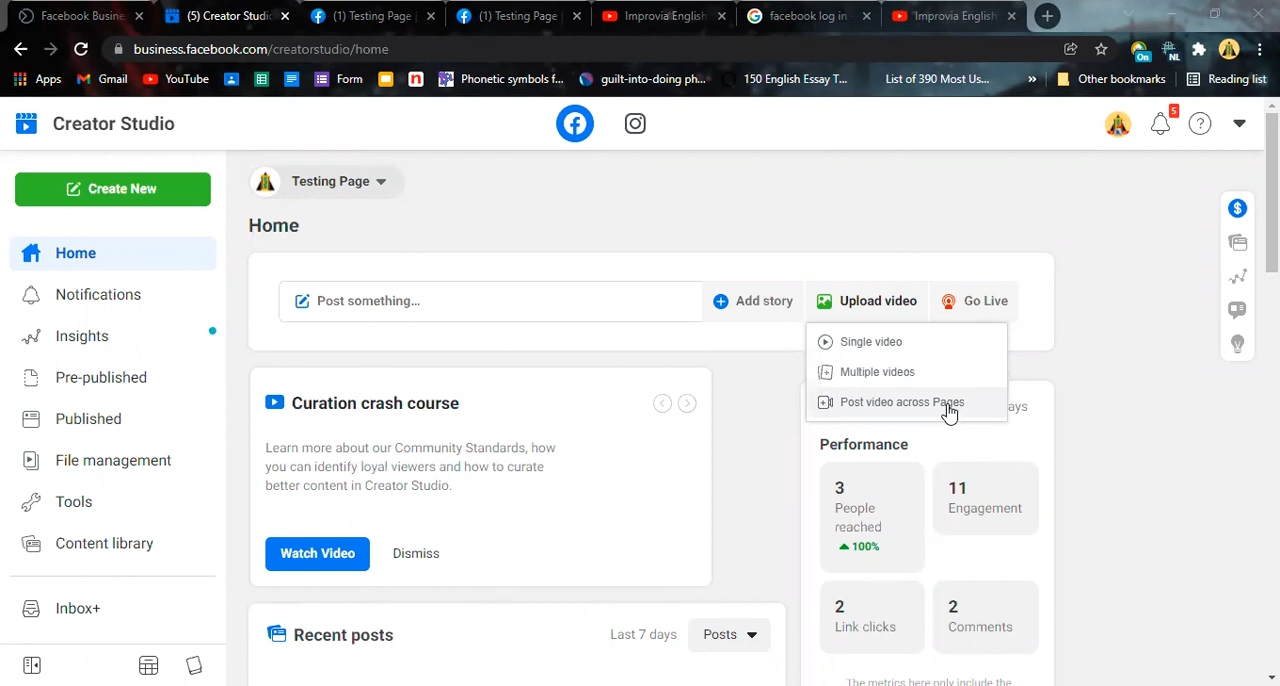 Facebook Busine
(5) Creator Studi
(1) Testing Page
(1) Testing Page
Improvia English
facebook log in -
"Improvia English
business.facebook.com/creatorstudio/home
On
NL
Apps
Gmail
YouTube
Form
Phonetic symbols f...
guilt-into-doing ph...
150 English Essay T...
List of 390 Most Us...
»
Other bookmarks
Reading list
Creator Studio
5
Create New
Testing Page
Home
Home
Notifications
Insights
Pre-published
Published
File management
Tools
Content library
Inbox+
Post something...
Add story
Upload video
Go Live
Single video
Multiple videos
Post video across Pages
Curation crash course
Learn more about our Community Standards, how
you can identify loyal viewers and how to curate
better content in Creator Studio.
Watch Video
Dismiss
ays
Performance
3
People
reached
100%
11
Engagement
2
Link clicks
2
Comments
The metrics here only include the
Recent posts
Last 7 days
Posts